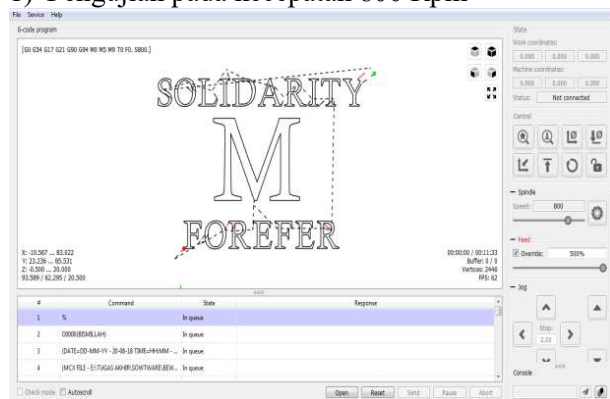 1) Pengujian pada kecepatan 800 Rpm
File Service Help
G-code program
[G0 G54 G17 G21 G90 G94 M0 M5 M9 T0 F0. S800.]
SOLIDARITY
M
FOREFER
X: -10.567 ... 83.022
Y: 23.236 ... 85.531
Z: -0.500 ... 20.000
93.589 / 62.295 / 20.500
00:00:00 / 00:11:33
Buffer: 0 / 0
Vertices: 2446
FPS: 62
# Command State Response
1 % In queue
2 O0000(BISMILLAH) In queue
3 (DATE=DD-MM-YY - 20-08-18 TIME=HH:MM - ... In queue
4 (MCX FILE - E:\TUGAS AKHIR\SOWTWARE\BEW... In queue
Check mode Autoscroll
Open Reset Send Pause Abort
State
Work coordinates:
0.000 0.000 0.000
Machine coordinates:
0.000 0.000 0.000
Status: Not connected
Control
Spindle
Speed: 800
Feed
Override: 500%
Jog
Step:
2.00
Console